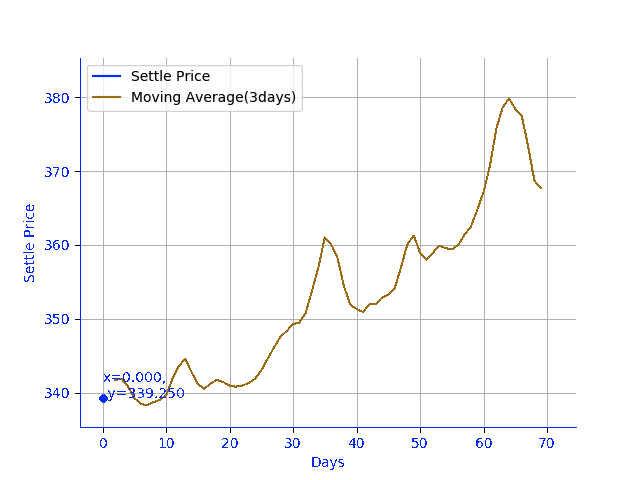 Settle Price
Moving Average(3days)
380
370
360
350
340
Settle Price
x=0.000,
y=339.250
0 10 20 30 40 50 60 70
Days